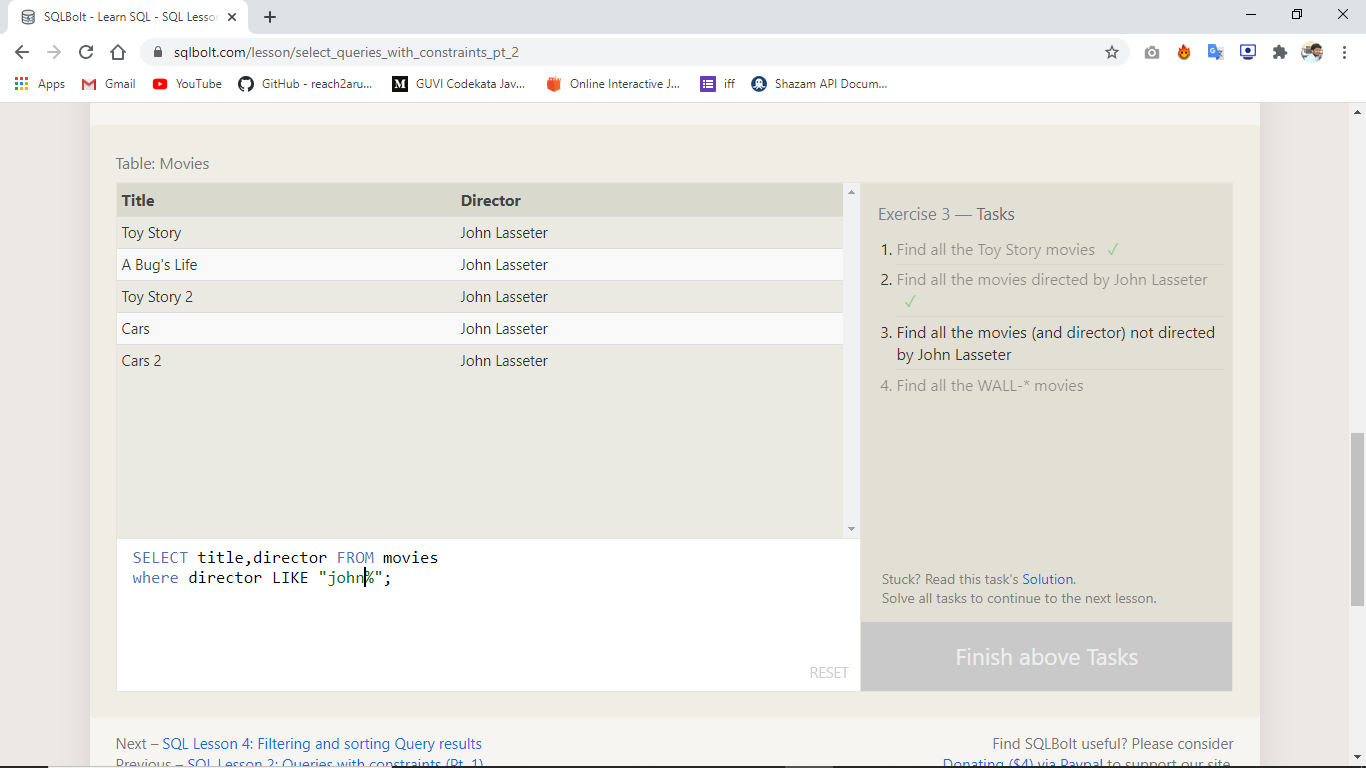 SQLBolt - Learn SQL - SQL Lesson
sqlbolt.com/lesson/select_queries_with_constraints_pt_2
Apps Gmail YouTube GitHub - reach2aru... GUVI Codekata Jav... Online Interactive J... iff Shazam API Docum...
Table: Movies
Title Director
Toy Story John Lasseter
A Bug's Life John Lasseter
Toy Story 2 John Lasseter
Cars John Lasseter
Cars 2 John Lasseter
SELECT title,director FROM movies
where director LIKE "john%";
RESET
Exercise 3 — Tasks
1. Find all the Toy Story movies ✓
2. Find all the movies directed by John Lasseter
✓
3. Find all the movies (and director) not directed
by John Lasseter
4. Find all the WALL-* movies
Stuck? Read this task's Solution.
Solve all tasks to continue to the next lesson.
Finish above Tasks
Next – SQL Lesson 4: Filtering and sorting Query results
Previous – SQL Lesson 2: Queries with constraints (Pt. 1)
Find SQLBolt useful? Please consider
Donating ($4) via Paypal to support our site.